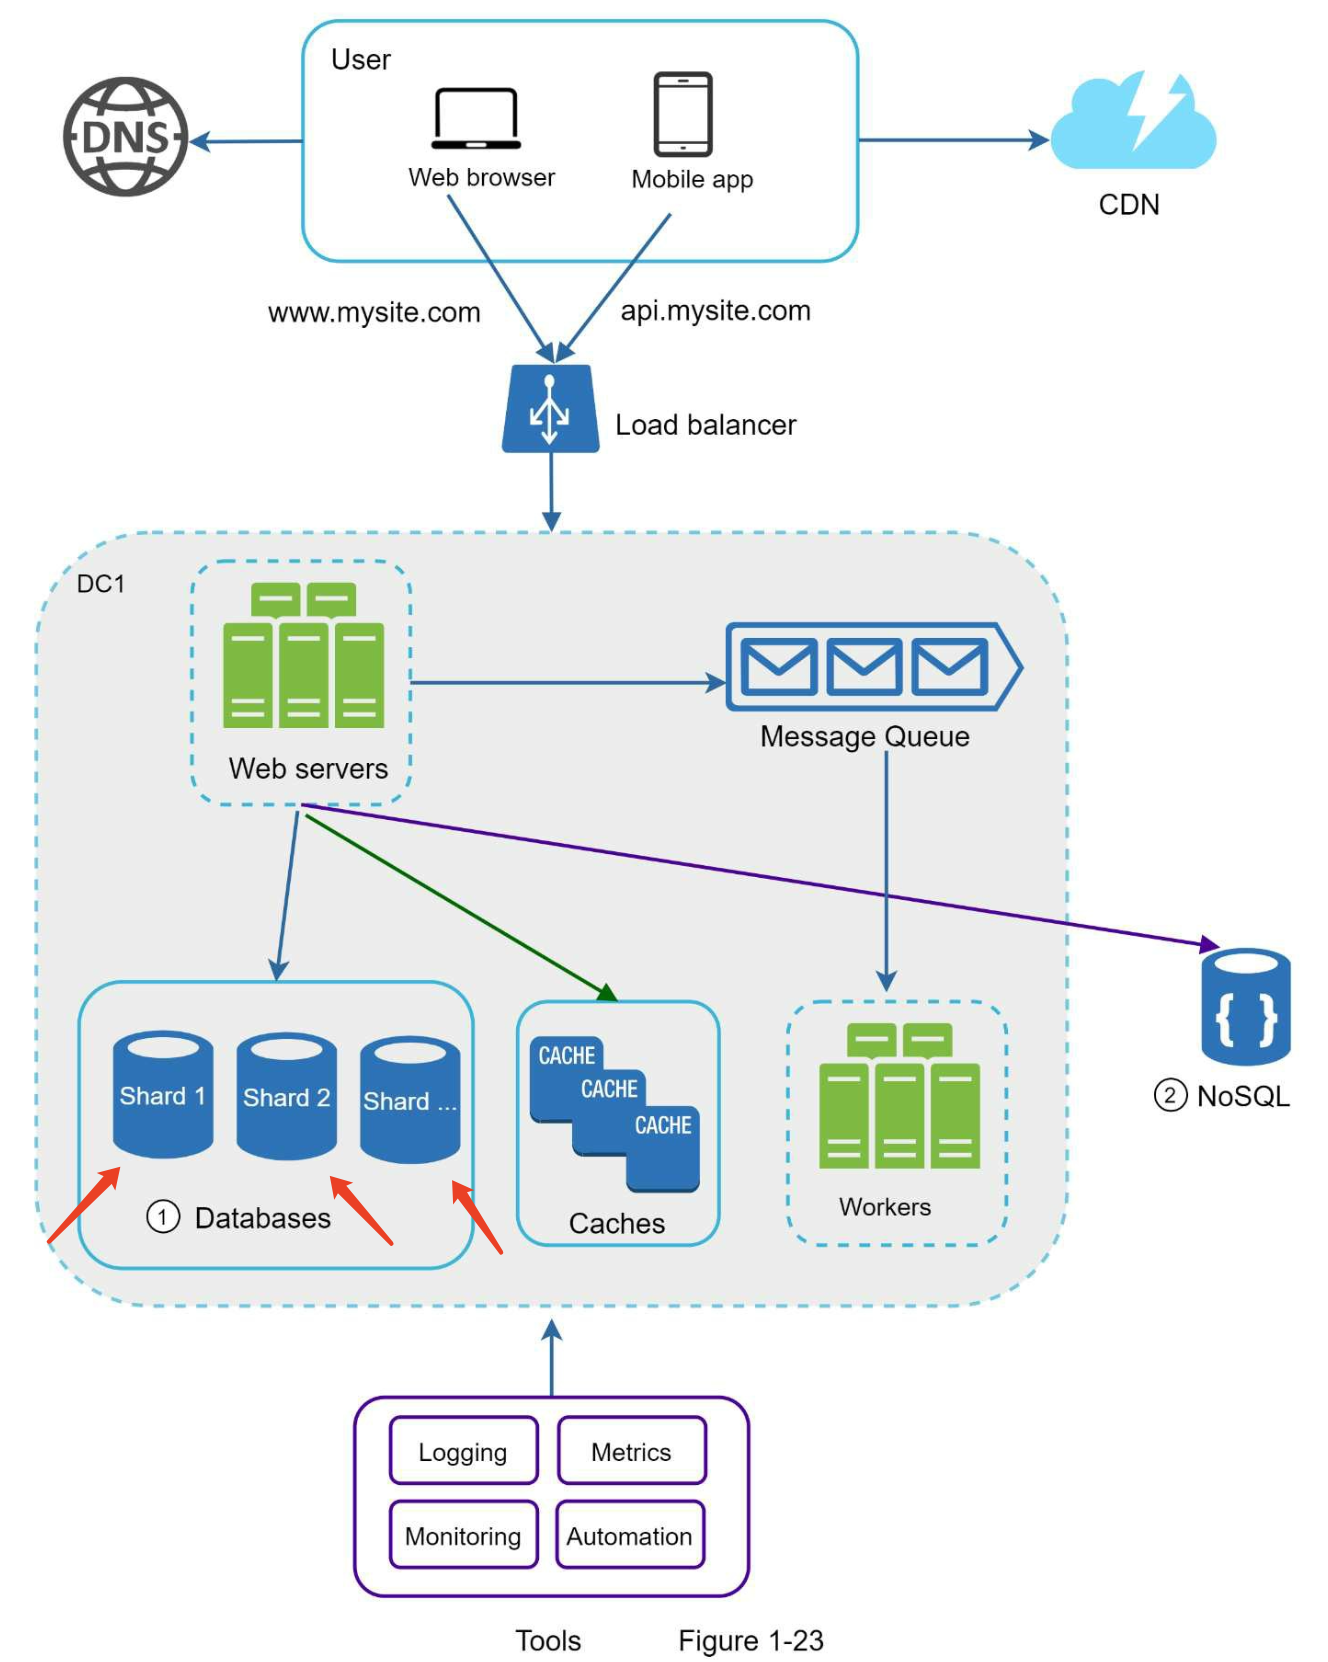 User
DNS
Web browser
Mobile app
CDN
www.mysite.com
api.mysite.com
Load balancer
DC1
Web servers
Message Queue
Shard 1
Shard 2
Shard ...
1 Databases
CACHE
CACHE
CACHE
Caches
Workers
2 NoSQL
Logging
Metrics
Monitoring
Automation
Tools
Figure 1-23